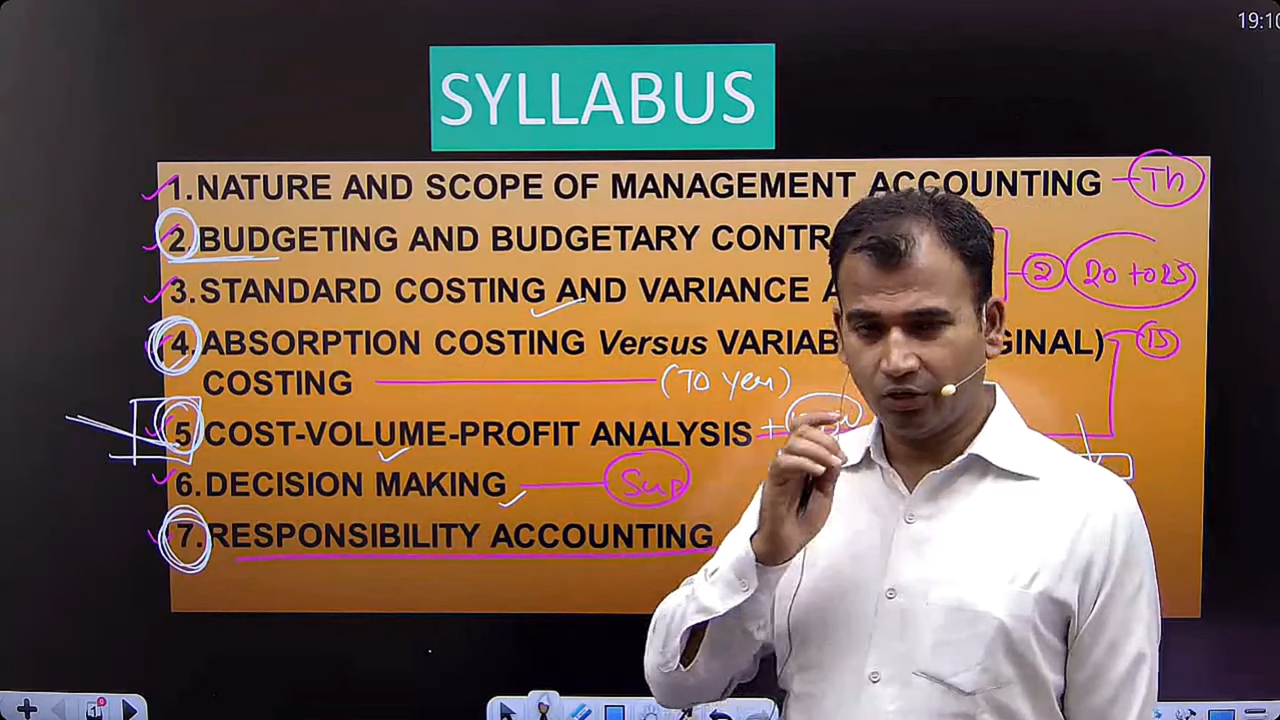 19:10
SYLLABUS
1.NATURE AND SCOPE OF MANAGEMENT ACCOUNTING Th
2.BUDGETING AND BUDGETARY CONTR
3.STANDARD COSTING AND VARIANCE A 2 20 to 25
4.ABSORPTION COSTING Versus VARIAB GINAL) 15
COSTING (To
5 COST-VOLUME-PROFIT ANALYSIS +
6.DECISION MAKING Sup
7.RESPONSIBILITY ACCOUNTING